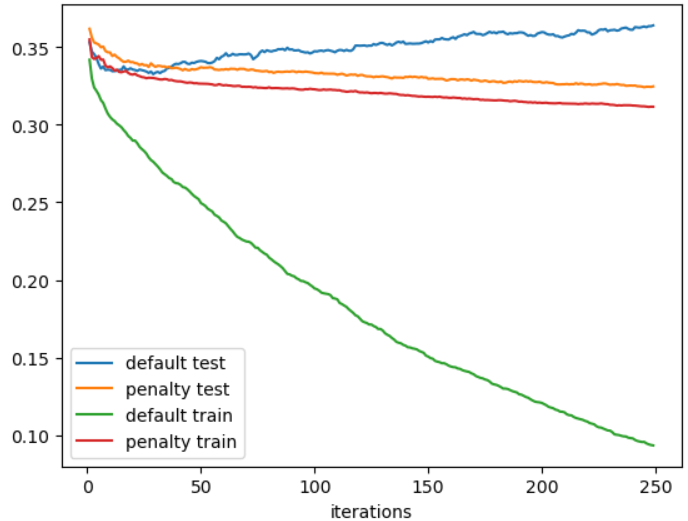 0.35
0.30
0.25
0.20
0.15
0.10
default test
penalty test
default train
penalty train
0 50 100 150 200 250
iterations